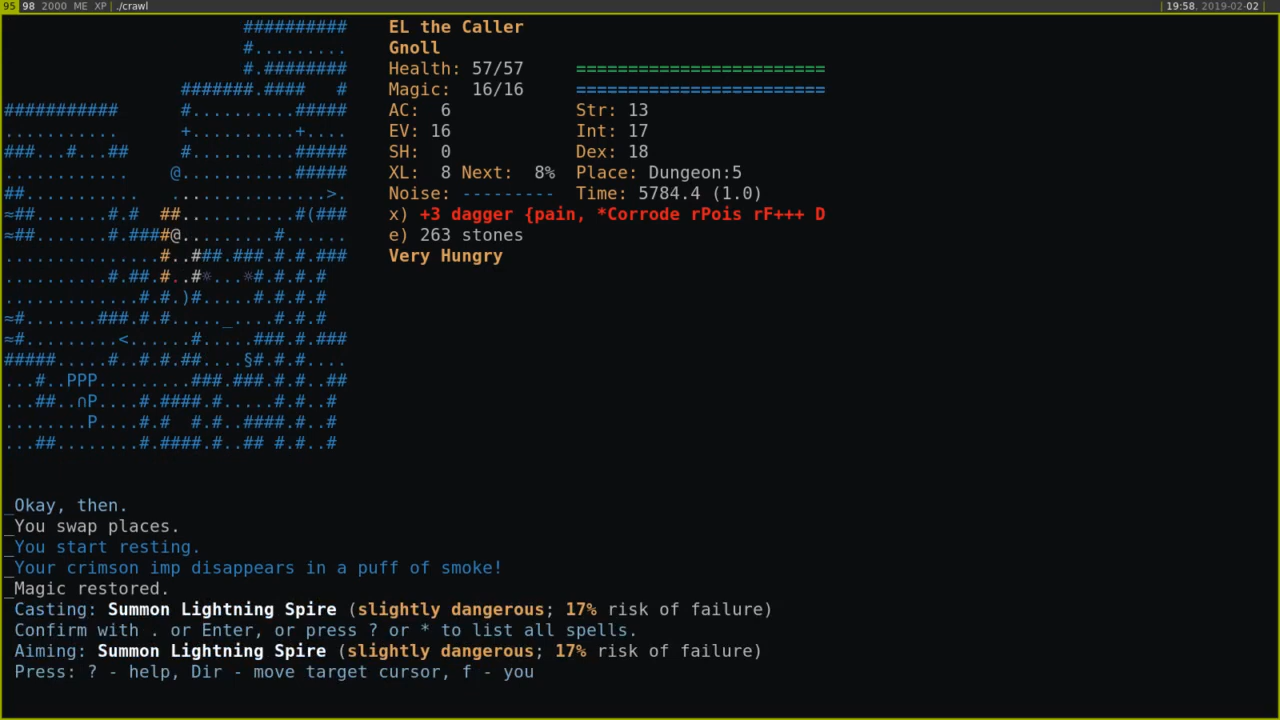 95 98 2000 ME XP ./crawl | 19:58. 2019-02-02 |
                       ##########   EL the Caller
                       #.........   Gnoll
                       #.########   Health: 57/57     ========================
                 #######.####   #   Magic:  16/16     ========================
###########      #..........#####   AC:  6            Str: 13
...........      +..........+....   EV: 16            Int: 17
###...#...##     #..........#####   SH:  0            Dex: 18
............    @...........#####   XL:  8 Next:  8%  Place: Dungeon:5
##...........   ...............>.   Noise: ---------  Time: 5784.4 (1.0)
≈##.......#.#  ##...........#(###   x) +3 dagger {pain, *Corrode rPois rF+++ D
≈##.......#.####@.........#......   e) 263 stones
...............#..###.###.#.#.###   Very Hungry
..........#.##.#..#☼...☼#.#.#.#
.............#.#.)#.....#.#.#.#
≈#.......###.#.#....._....#.#.#
≈#.........<......#.....###.#.###
#####.....#..#.#.##....§#.#.#....
...#..PPP.........###.###.#.#..##
...##..∩P....#.####.#.....#.#..#
........P....#.#  #.#..####.#..#
...##........#.####.#..## #.#..#
_Okay, then.
_You swap places.
_You start resting.
_Your crimson imp disappears in a puff of smoke!
_Magic restored.
Casting: Summon Lightning Spire (slightly dangerous; 17% risk of failure)
Confirm with . or Enter, or press ? or * to list all spells.
Aiming: Summon Lightning Spire (slightly dangerous; 17% risk of failure)
Press: ? - help, Dir - move target cursor, f - you